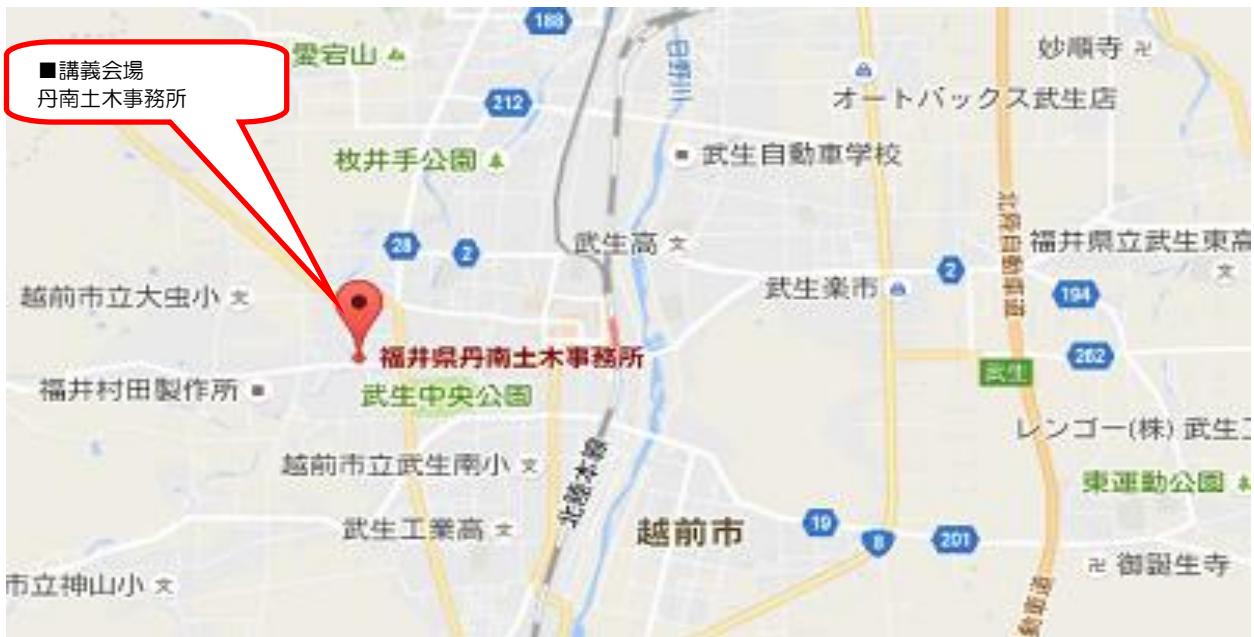 ■講義会場
丹南土木事務所
188
愛宕山
日野川
妙順寺
212
オートバックス武生店
枚井手公園
武生自動車学校
28
2
武生高
北陸自動車道
福井県立武生東高
2
越前市立大虫小
武生楽市
194
福井県丹南土木事務所
262
福井村田製作所
武生中央公園
武生
レンゴー(株) 武生工
越前市立武生南小
北陸本線
東運動公園
武生工業高
越前市
19
8
201
御誕生寺
市立神山小
動車道